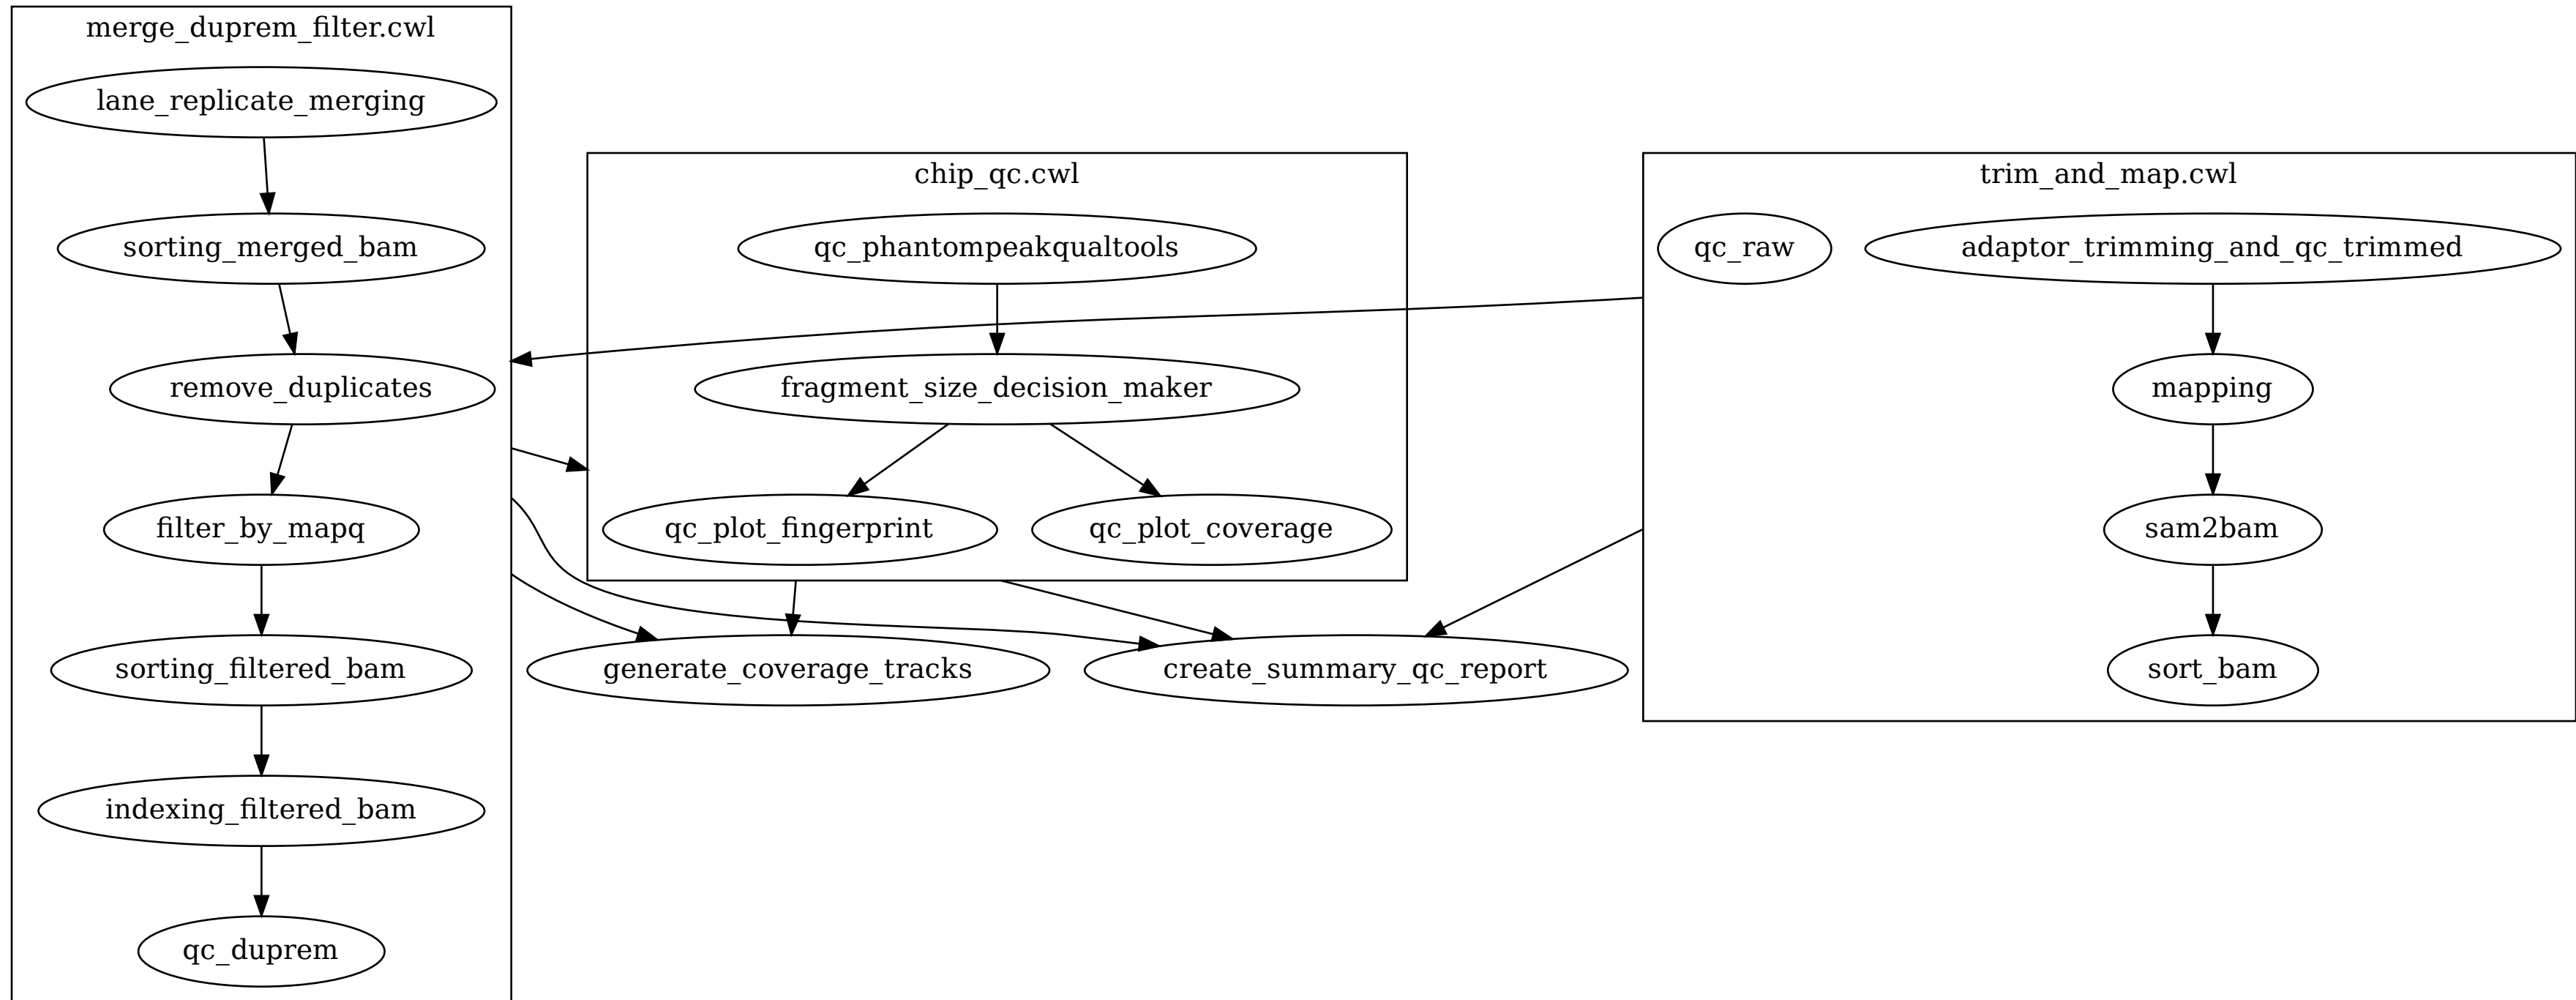 merge_duprem_filter.cwl
lane_replicate_merging
sorting_merged_bam
remove_duplicates
filter_by_mapq
sorting_filtered_bam
indexing_filtered_bam
qc_duprem
chip_qc.cwl
qc_phantompeakqualtools
fragment_size_decision_maker
qc_plot_fingerprint
qc_plot_coverage
generate_coverage_tracks
create_summary_qc_report
trim_and_map.cwl
qc_raw
adaptor_trimming_and_qc_trimmed
mapping
sam2bam
sort_bam